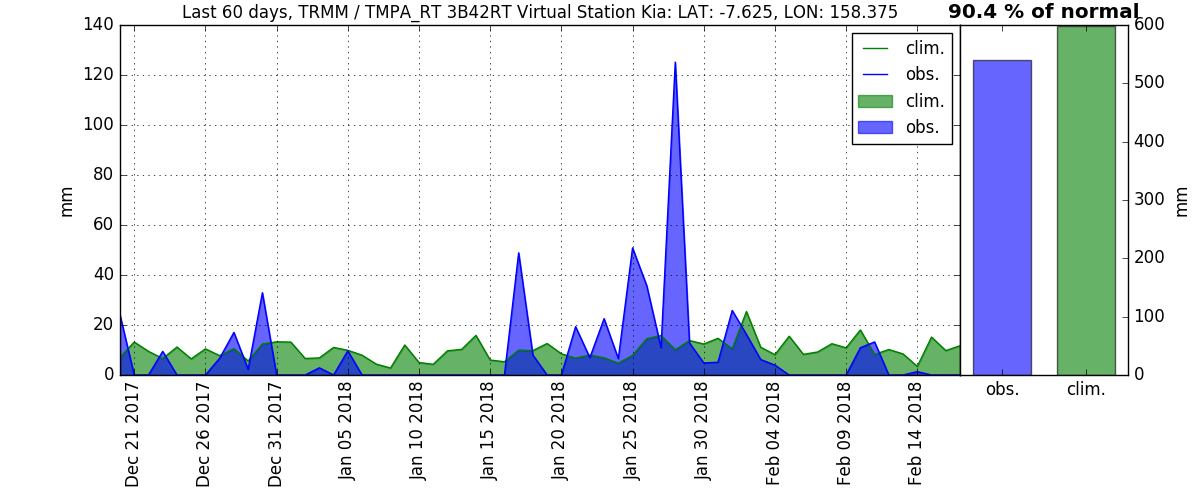 Last 60 days, TRMM / TMPA_RT 3B42RT Virtual Station Kia: LAT: -7.625, LON: 158.375
90.4 % of normal
mm
140
120
100
80
60
40
20
0
clim.
obs.
clim.
obs.
600
500
400
300
200
100
0
mm
Dec 21 2017
Dec 26 2017
Dec 31 2017
Jan 05 2018
Jan 10 2018
Jan 15 2018
Jan 20 2018
Jan 25 2018
Jan 30 2018
Feb 04 2018
Feb 09 2018
Feb 14 2018
obs.
clim.